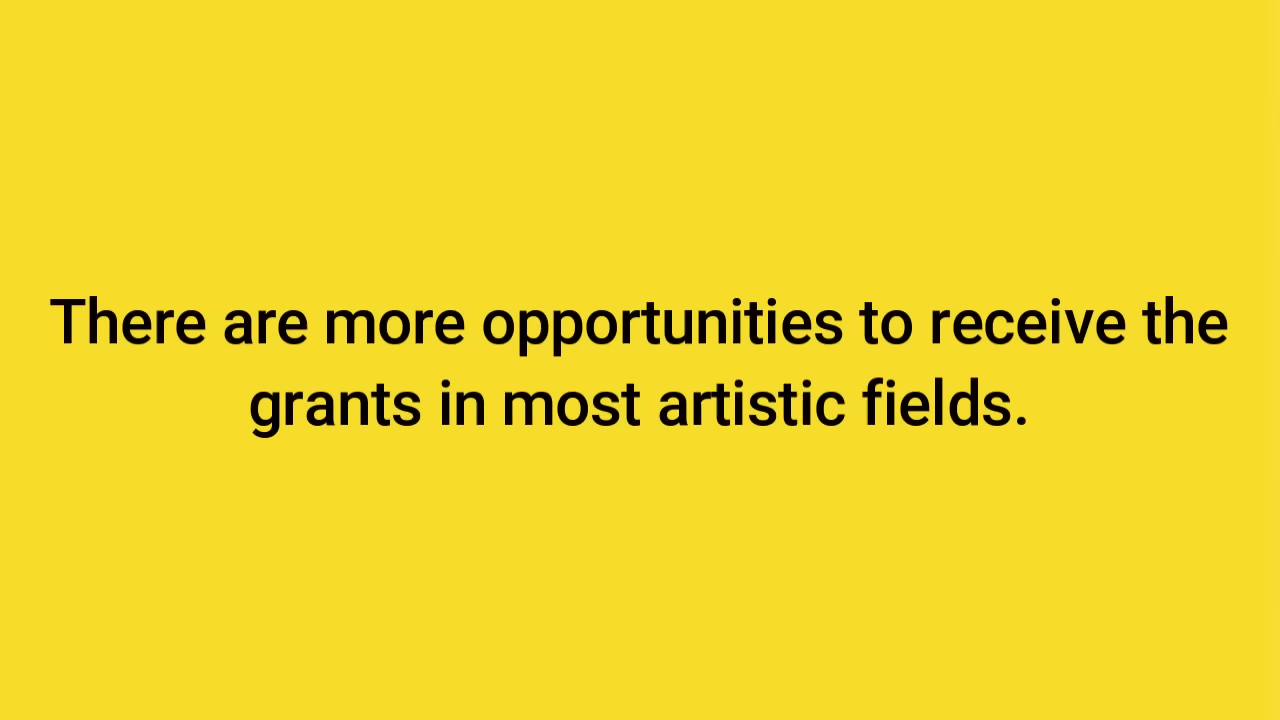 There are more opportunities to receive the
grants in most artistic fields.